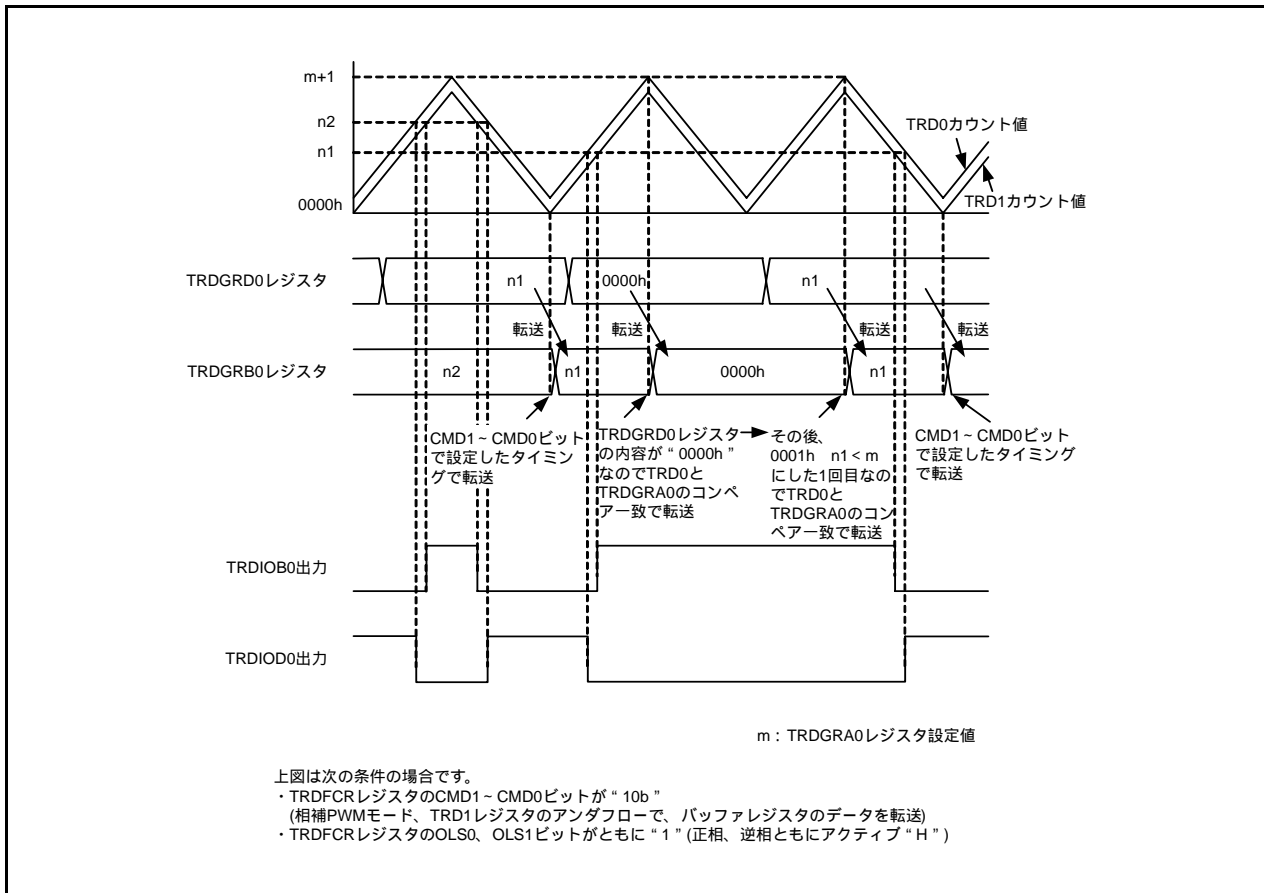 m+1
n2
n1
0000h
TRD0カウント値
TRD1カウント値
TRDGRD0レジスタ
n1
0000h
n1
転送
転送
転送
転送
TRDGRB0レジスタ
n2
n1
0000h
n1
CMD1~CMD0ビット
で設定したタイミン
グで転送
TRDGRD0レジスタ
の内容が“0000h”
なのでTRD0と
TRDGRA0のコンペ
ア一致で転送
その後、
0001h n1<m
にした1回目なの
でTRD0と
TRDGRA0のコン
ペア一致で転送
CMD1~CMD0ビット
で設定したタイミング
で転送
TRDIOB0出力
TRDIOD0出力
m:TRDGRA0レジスタ設定値
上図は次の条件の場合です。
・TRDFCRレジスタのCMD1~CMD0ビットが“10b”
(相補PWMモード、TRD1レジスタのアンダフローで、バッファレジスタのデータを転送)
・TRDFCRレジスタのOLS0、OLS1ビットがともに“1”(正相、逆相ともにアクティブ“H”)